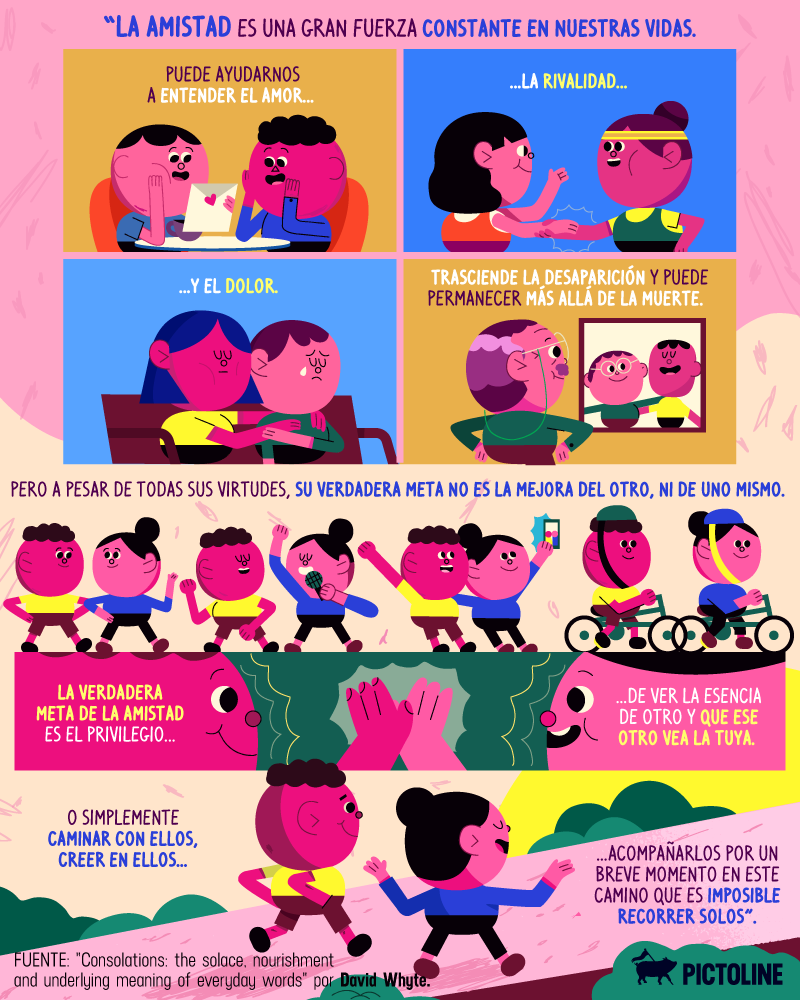 “LA AMISTAD ES UNA GRAN FUERZA CONSTANTE EN NUESTRAS VIDAS.
PUEDE AYUDARNOS
A ENTENDER EL AMOR...
...LA RIVALIDAD...
...Y EL DOLOR.
TRASCIENDE LA DESAPARICIÓN Y PUEDE
PERMANECER MÁS ALLÁ DE LA MUERTE.
PERO A PESAR DE TODAS SUS VIRTUDES, SU VERDADERA META NO ES LA MEJORA DEL OTRO, NI DE UNO MISMO.
LA VERDADERA
META DE LA AMISTAD
ES EL PRIVILEGIO...
...DE VER LA ESENCIA
DE OTRO Y QUE ESE
OTRO VEA LA TUYA.
O SIMPLEMENTE
CAMINAR CON ELLOS,
CREER EN ELLOS...
...ACOMPAÑARLOS POR UN
BREVE MOMENTO EN ESTE
CAMINO QUE ES IMPOSIBLE
RECORRER SOLOS”.
FUENTE: "Consolations: the solace, nourishment
and underlying meaning of everyday words" por David Whyte.
PICTOLINE